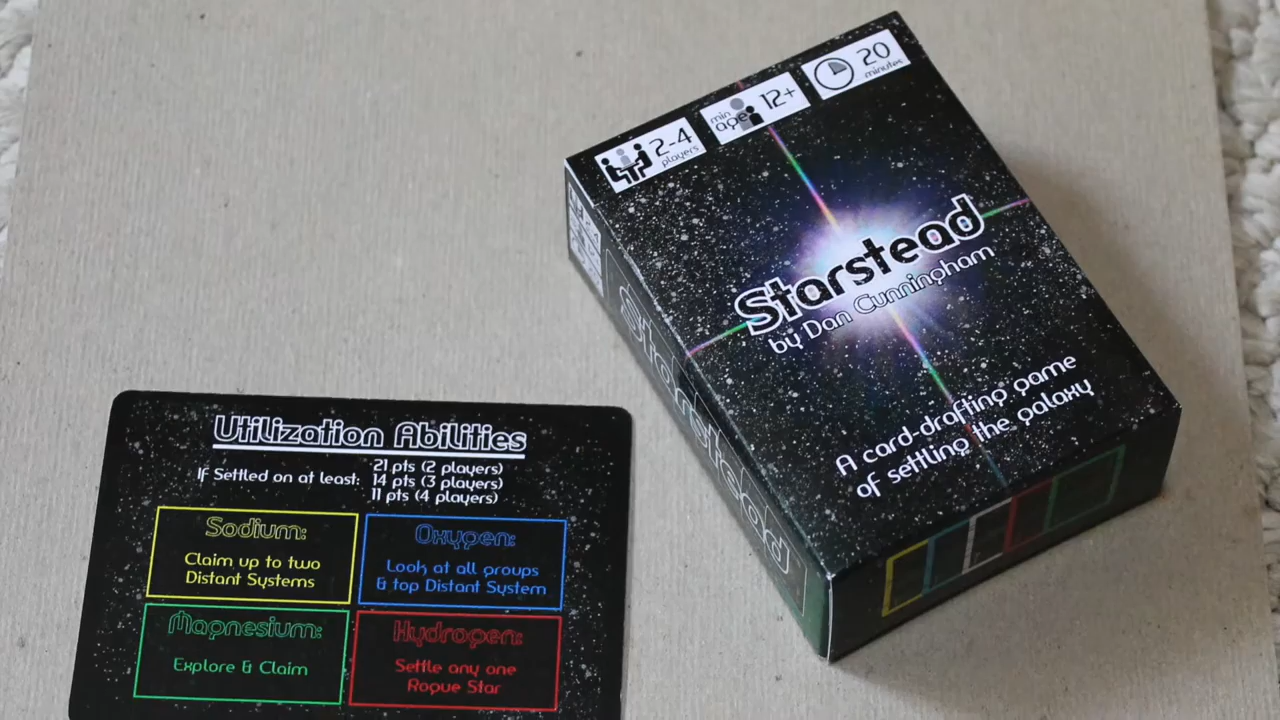 2-4
players
min
age
12+
20
minutes
Starstead
by Dan Cunningham
A card-drafting game
of settling the galaxy
Starstead
Utilization Abilities
If Settled on at least:
21 pts (2 players)
14 pts (3 players)
11 pts (4 players)
Sodium:
Claim up to two
Distant Systems
Oxygen:
Look at all groups
& top Distant System
Magnesium:
Explore & Claim
Hydrogen:
Settle any one
Rogue Star